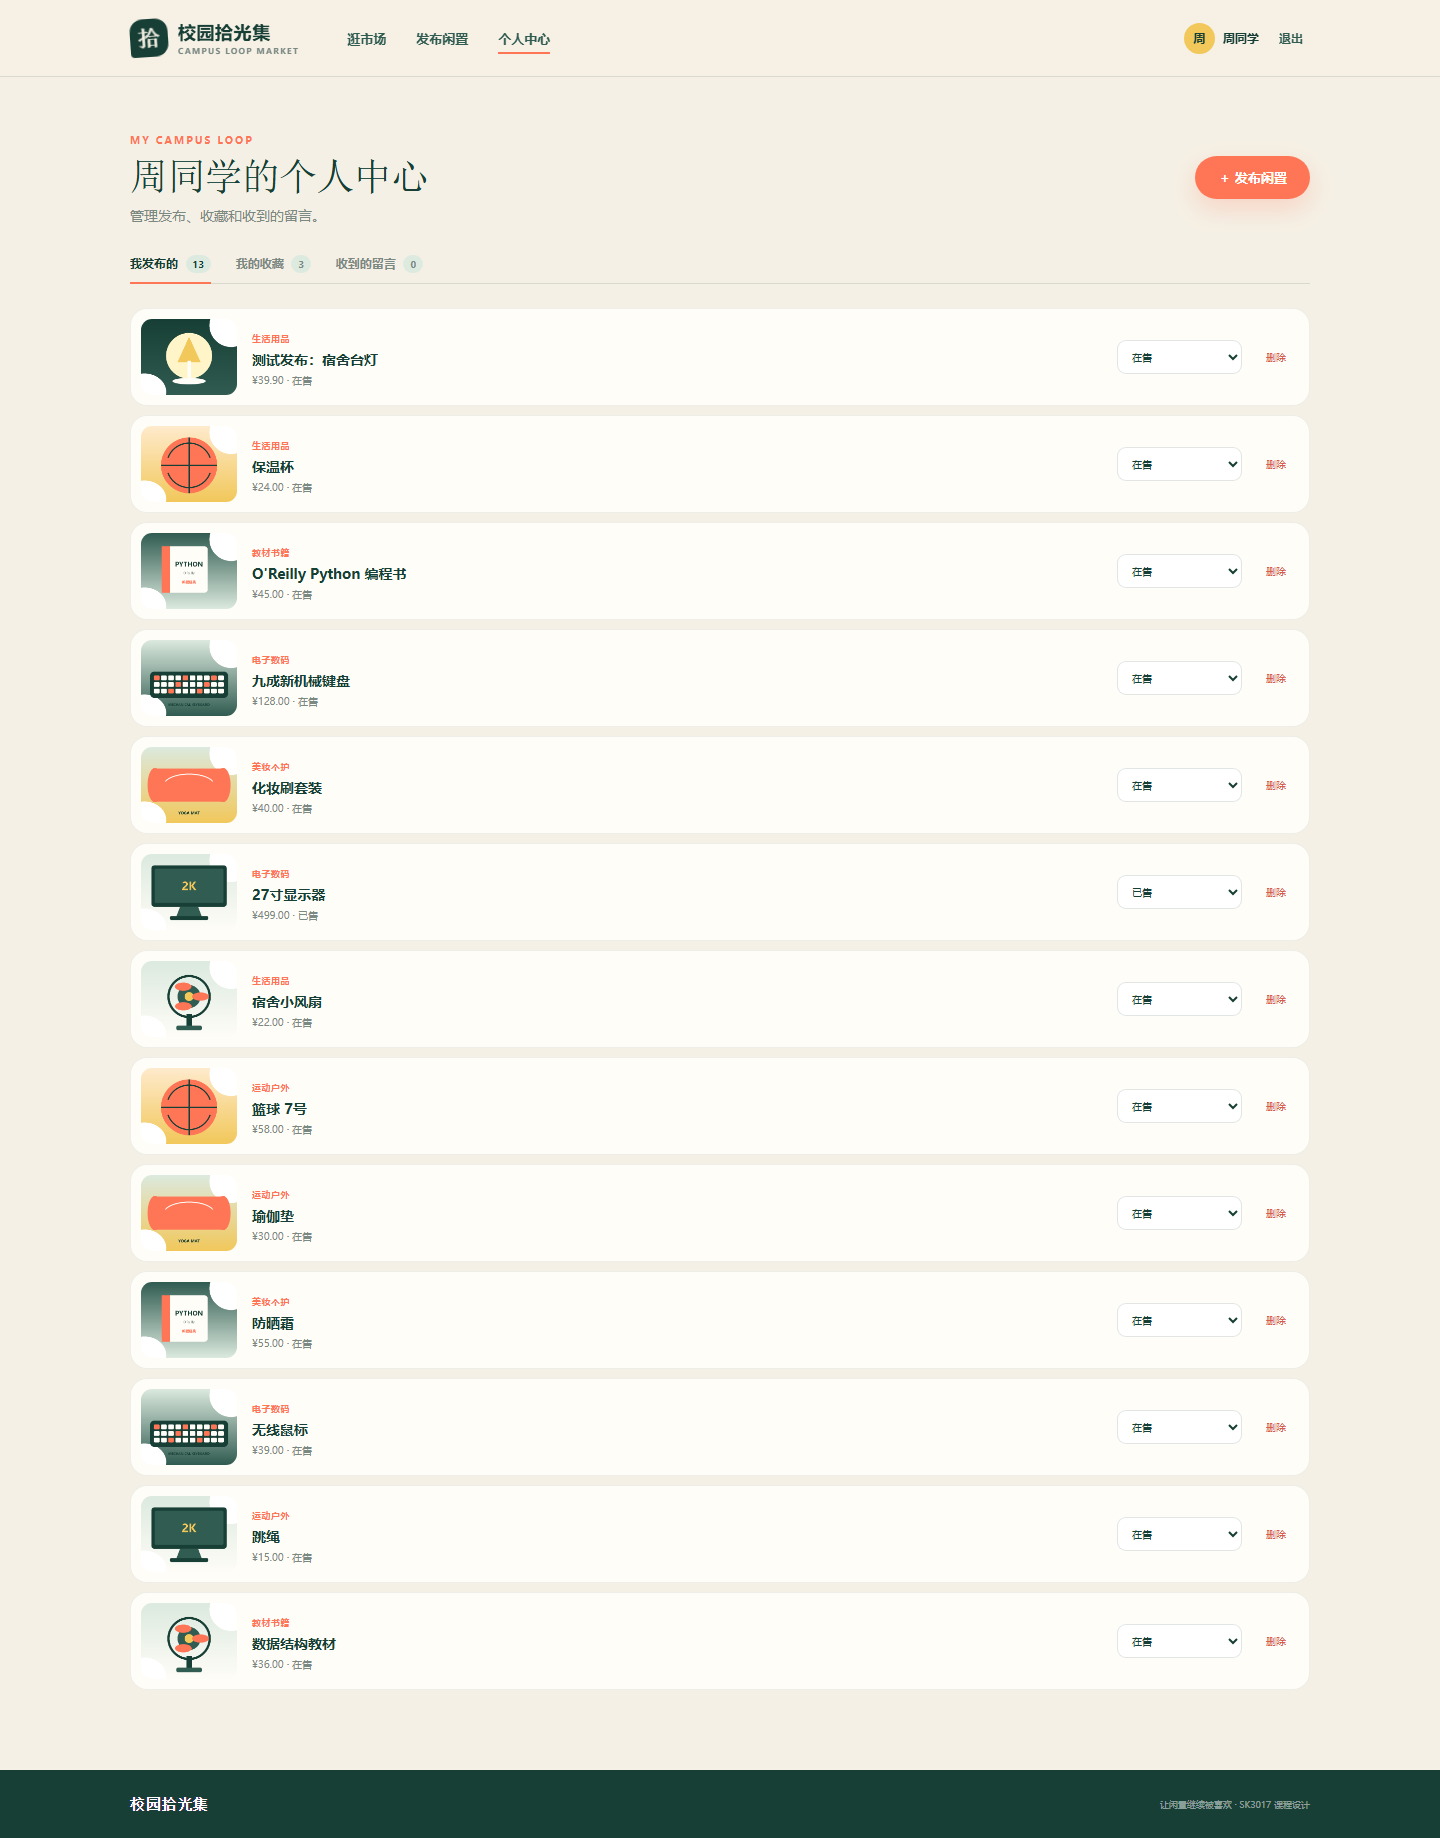 拾 校园拾光集
CAMPUS LOOP MARKET
逛市场 发布闲置 个人中心
周 周同学 退出
MY CAMPUS LOOP
周同学的个人中心
管理发布、收藏和收到的留言。
+ 发布闲置
我发布的 13 我的收藏 3 收到的留言 0
生活用品
测试发布：宿舍台灯
¥39.90 · 在售
在售 删除
生活用品
保温杯
¥24.00 · 在售
在售 删除
PYTHON
教材书籍
O'Reilly Python 编程书
¥45.00 · 在售
在售 删除
电子数码
九成新机械键盘
¥128.00 · 在售
在售 删除
YOGA MAT
美妆个护
化妆刷套装
¥40.00 · 在售
在售 删除
2K
电子数码
27寸显示器
¥499.00 · 已售
已售 删除
生活用品
宿舍小风扇
¥22.00 · 在售
在售 删除
运动户外
篮球 7号
¥58.00 · 在售
在售 删除
YOGA MAT
运动户外
瑜伽垫
¥30.00 · 在售
在售 删除
PYTHON
美妆个护
防晒霜
¥55.00 · 在售
在售 删除
电子数码
无线鼠标
¥39.00 · 在售
在售 删除
2K
运动户外
跳绳
¥15.00 · 在售
在售 删除
教材书籍
数据结构教材
¥36.00 · 在售
在售 删除
校园拾光集
让闲置继续被喜欢 · SK3017 课程设计